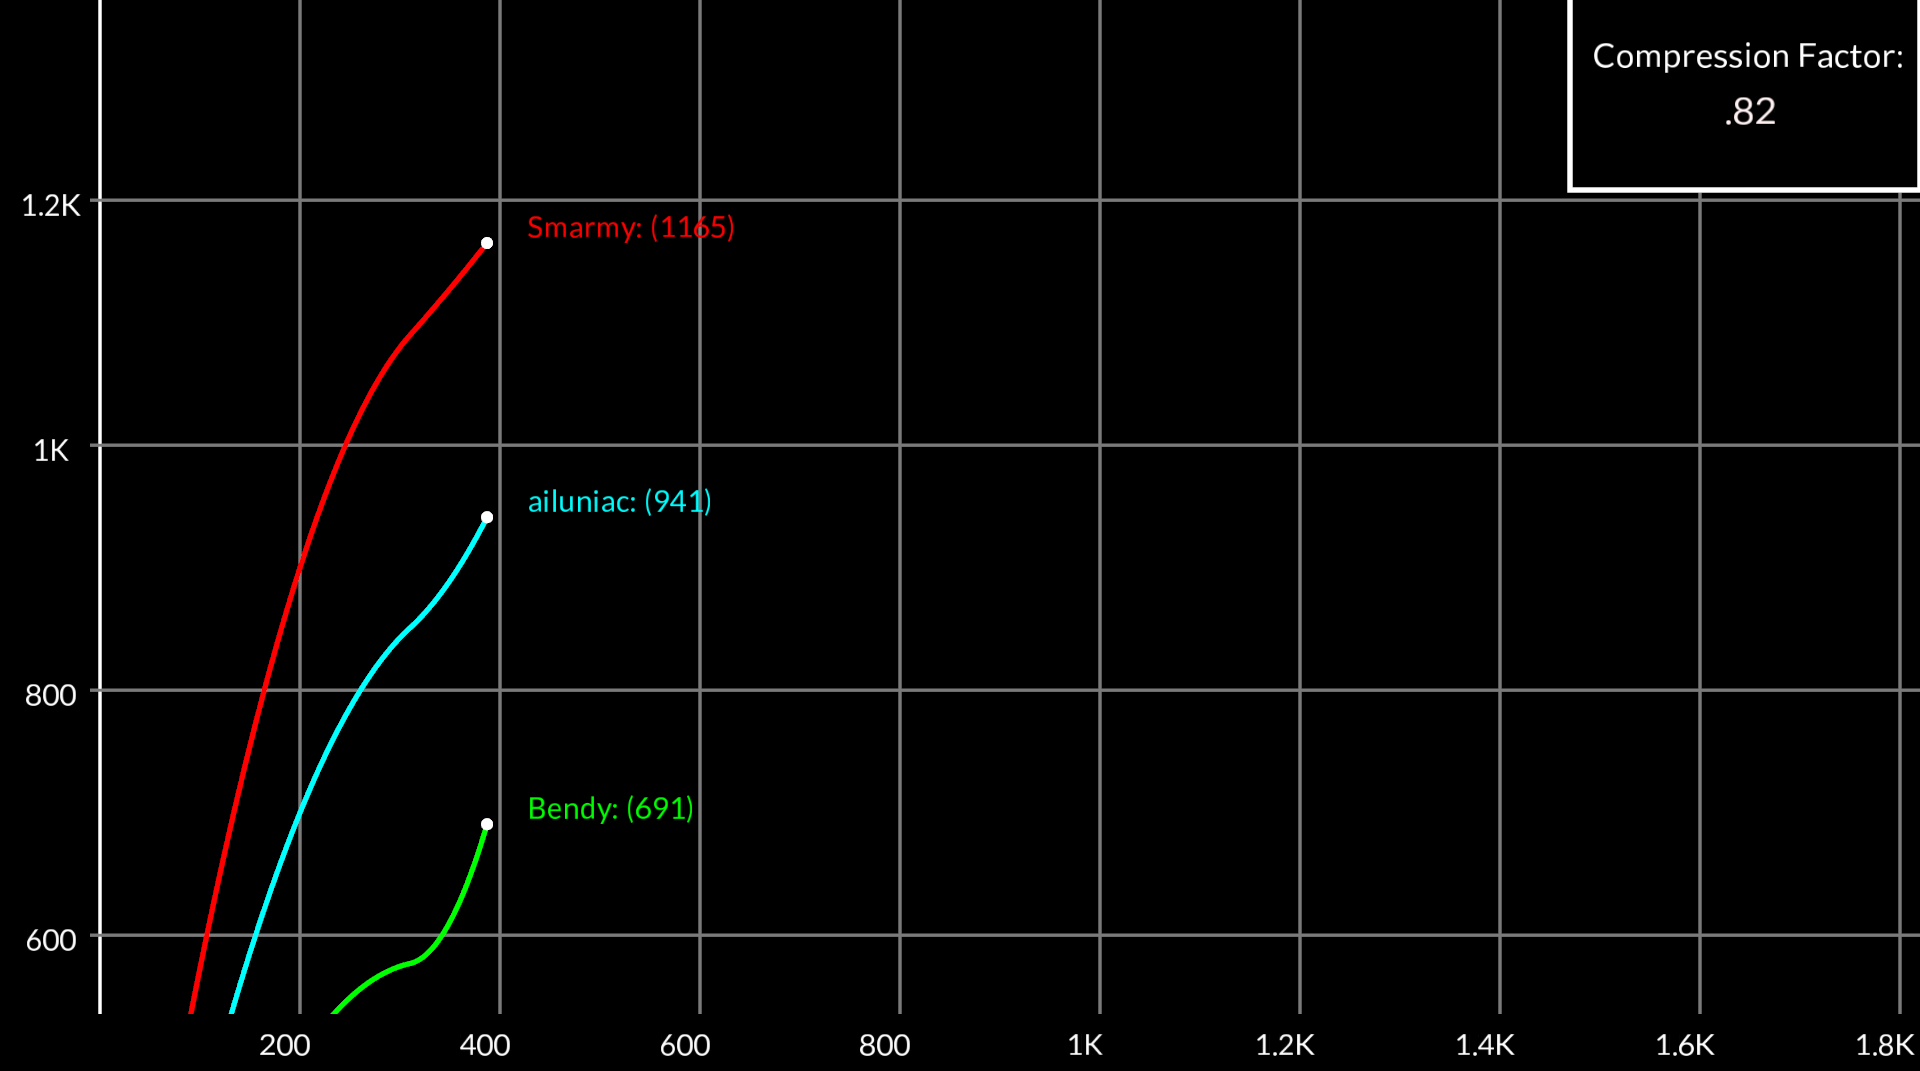 Compression Factor:
.82
1.2K
Smarmy: (1165)
1K
ailuniac: (941)
800
Bendy: (691)
600
200 400 600 800 1K 1.2K 1.4K 1.6K 1.8K